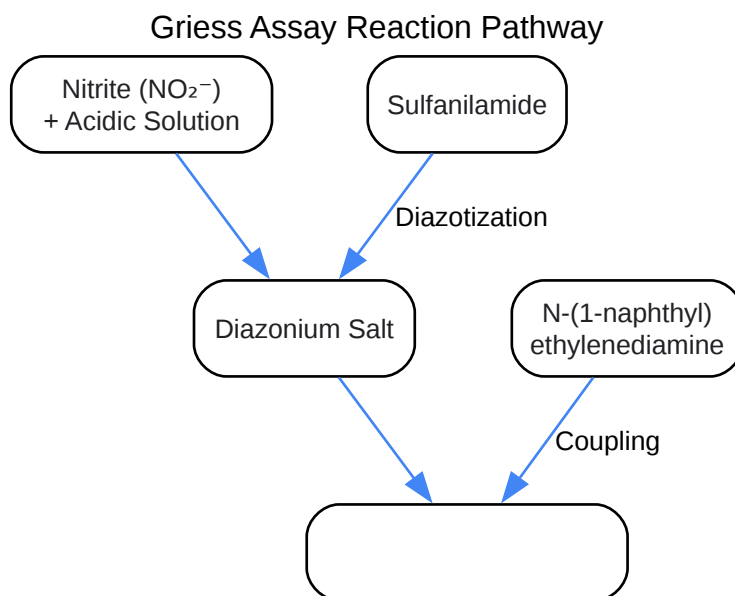 Griess Assay Reaction Pathway
Nitrite (NO₂⁻)
+ Acidic Solution
Sulfanilamide
Diazotization
Diazonium Salt
N-(1-naphthyl)
ethylenediamine
Coupling